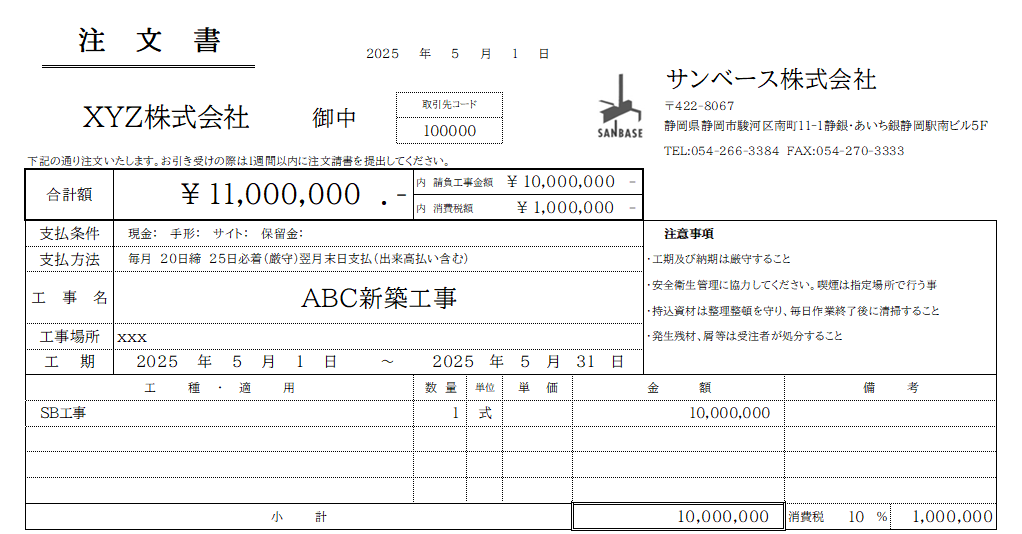 注 文 書
2025 年 5 月 1 日
サンベース株式会社
〒422-8067
静岡県静岡市駿河区南町11-1静銀・あいち銀静岡駅南ビル5F
TEL:054-266-3384 FAX:054-270-3333
SANBASE
XYZ株式会社 御中
取引先コード
100000
下記の通り注文いたします。お引き受けの際は1週間以内に注文請書を提出してください。
合計額 ¥11,000,000 .-
内 請負工事金額 ¥10,000,000 -
内 消費税額 ¥1,000,000 -
支払条件 現金: 手形: サイト: 保留金:
支払方法 毎月 20日締 25日必着(厳守)翌月末日支払(出来高払い含む)
工 事 名 ABC新築工事
工事場所 xxx
工 期 2025 年 5 月 1 日 ~ 2025 年 5 月 31 日
注意事項
・工期及び納期は厳守すること
・安全衛生管理に協力してください。喫煙は指定場所で行う事
・持込資材は整理整頓を守り、毎日作業終了後に清掃すること
・発生残材、屑等は受注者が処分すること
工 種 ・ 適 用 数 量 単位 単 価 金 額 備 考
SB工事 1 式 10,000,000
小 計 10,000,000 消費税 10 % 1,000,000